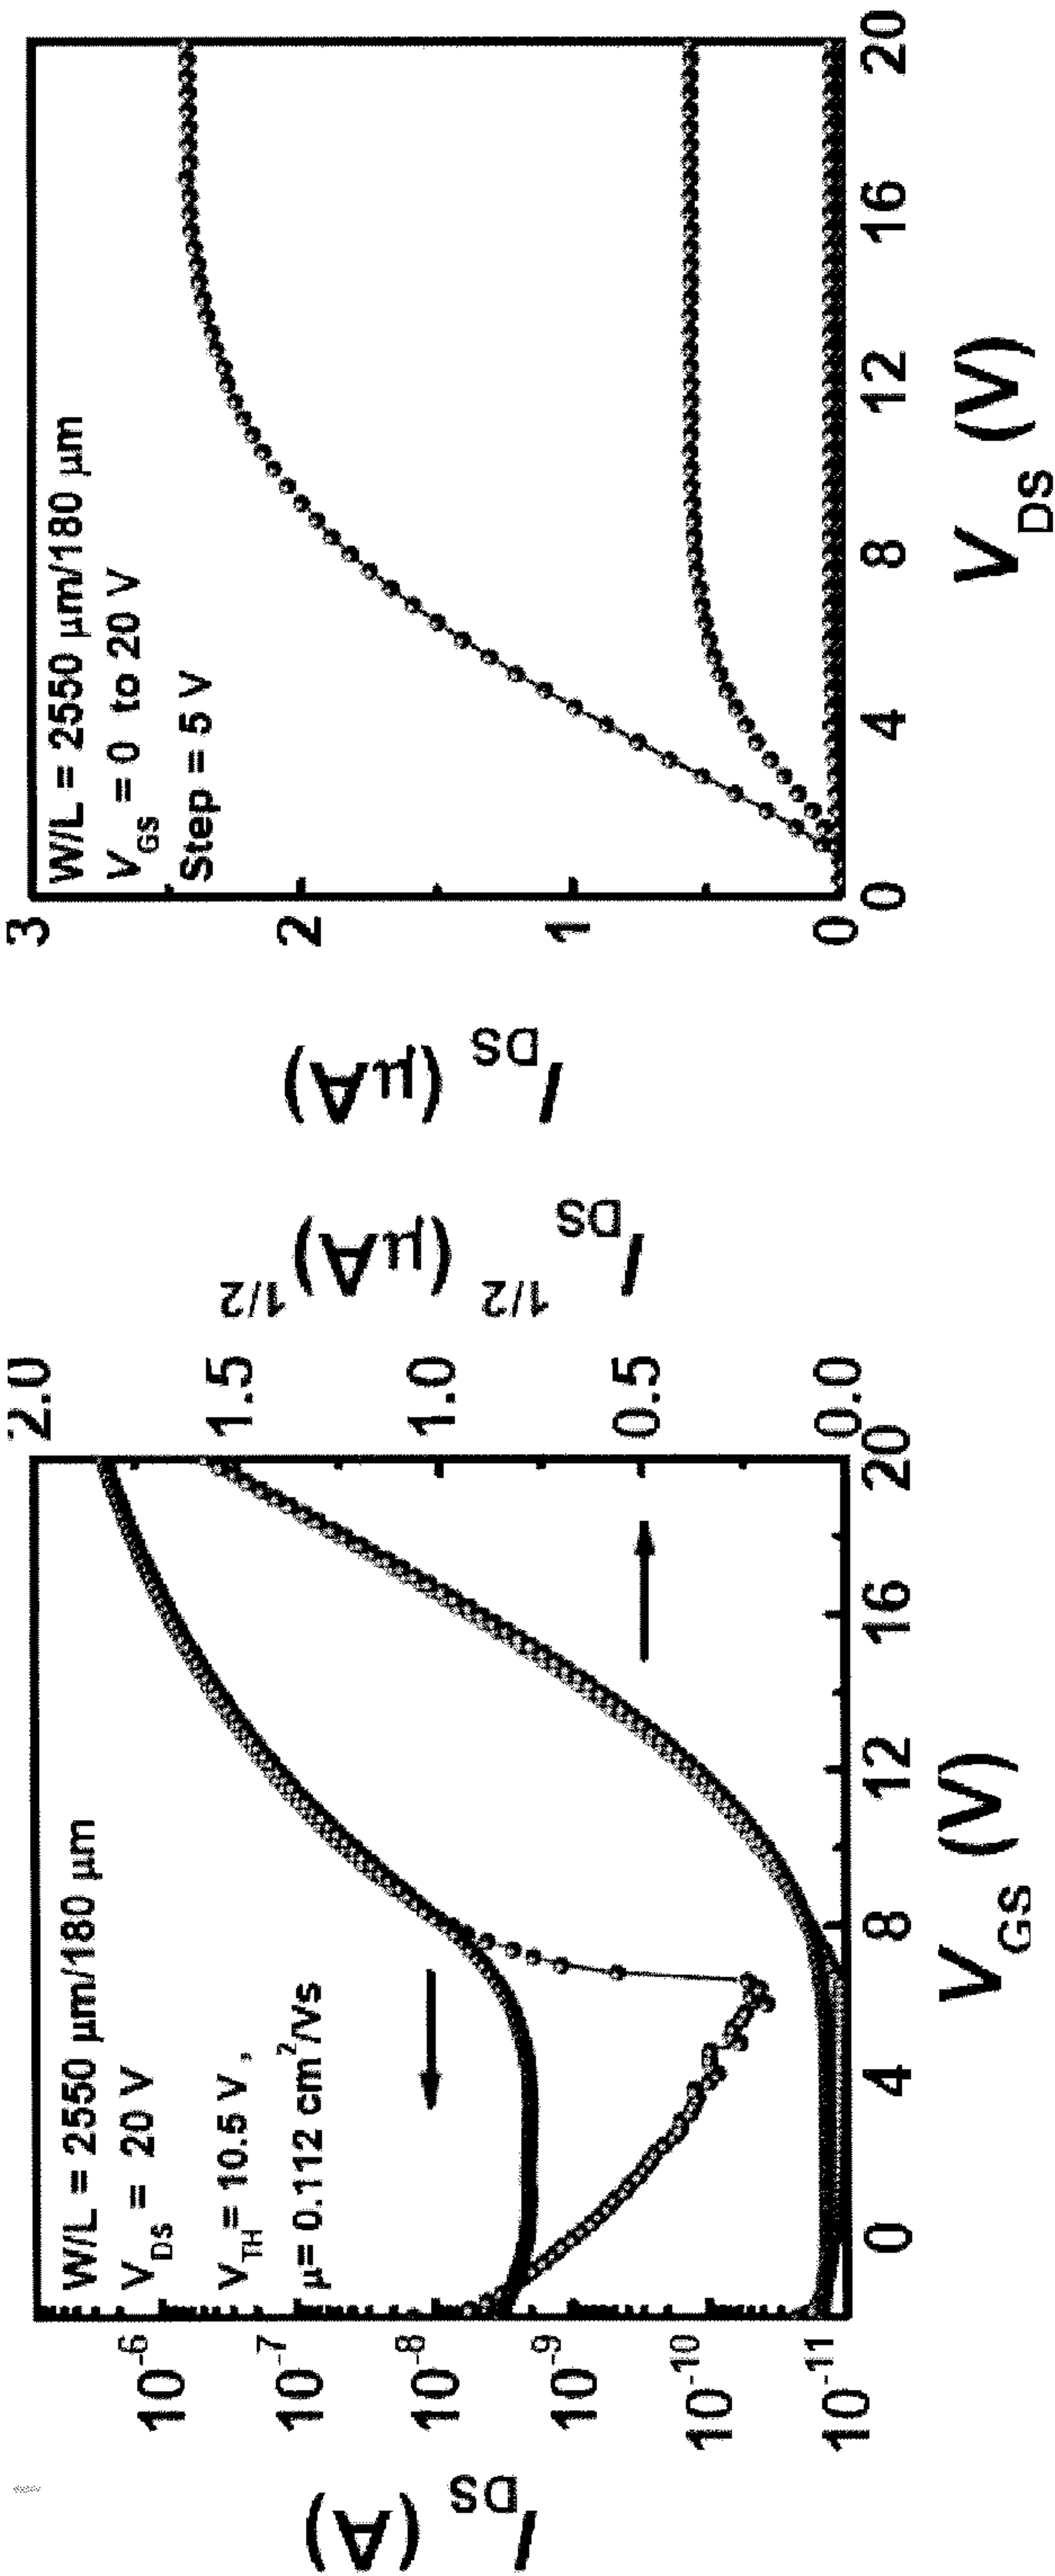 W/L = 2550 μm/180 μm
V_DS = 20 V
V_TH = 10.5 V ,
μ= 0.112 cm²/Vs
10⁻⁶
10⁻⁷
10⁻⁸
10⁻⁹
10⁻¹⁰
10⁻¹¹
I_DS (A)
0 4 8 12 16 20
V_GS (V)
2.0
1.5
1.0
0.5
0.0
I_DS^1/2 (μA)^1/2
W/L = 2550 μm/180 μm
V_GS = 0 to 20 V
Step = 5 V
3
2
1
0
I_DS (μA)
0 4 8 12 16 20
V_DS (V)